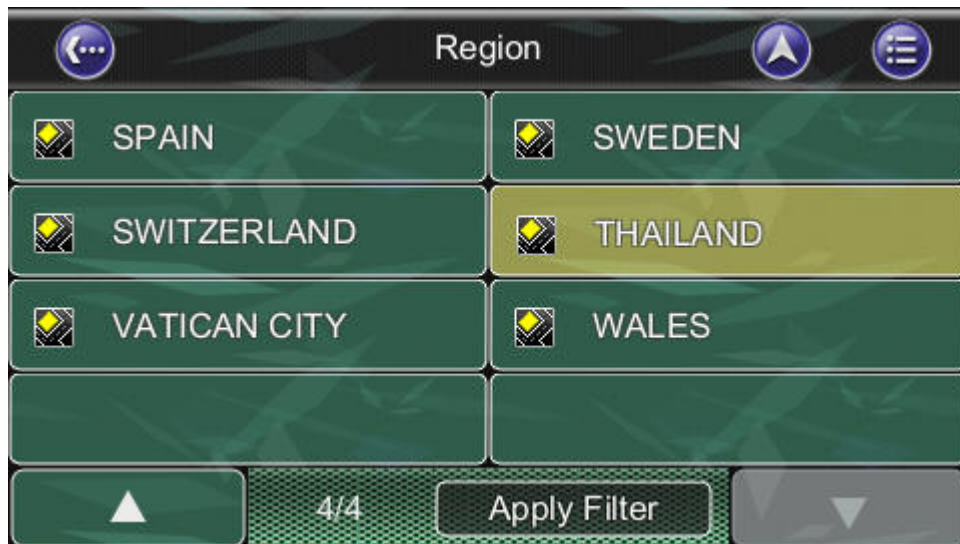 Region
SPAIN
SWEDEN
SWITZERLAND
THAILAND
VATICAN CITY
WALES
4/4
Apply Filter